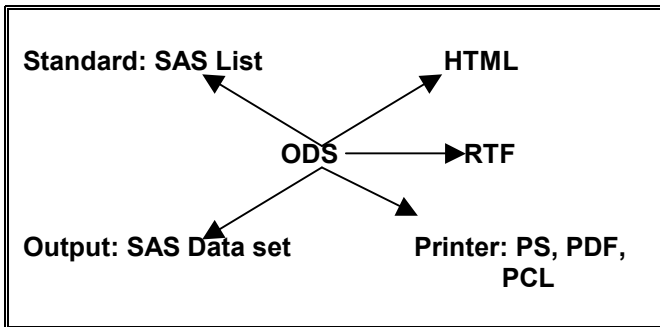 Standard: SAS List
HTML
ODS
RTF
Output: SAS Data set
Printer: PS, PDF,
PCL